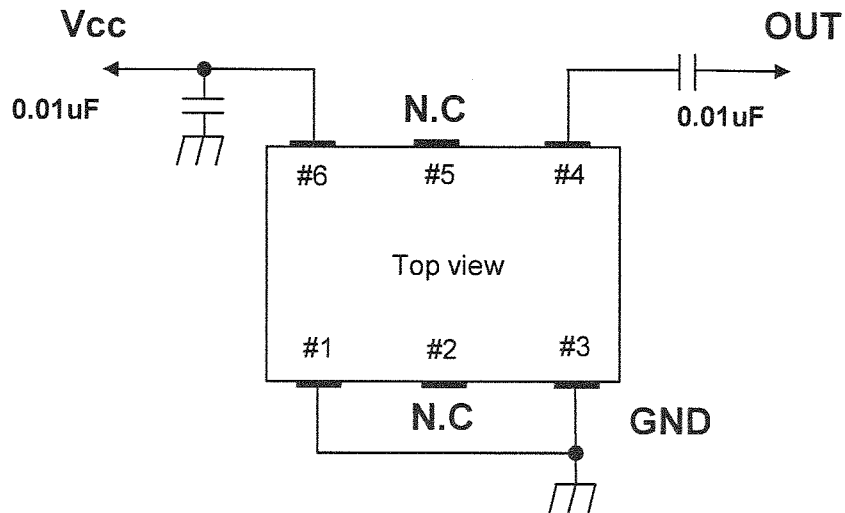 Vcc
OUT
0.01uF
N.C
0.01uF
#6
#5
#4
Top view
#1
#2
#3
N.C
GND